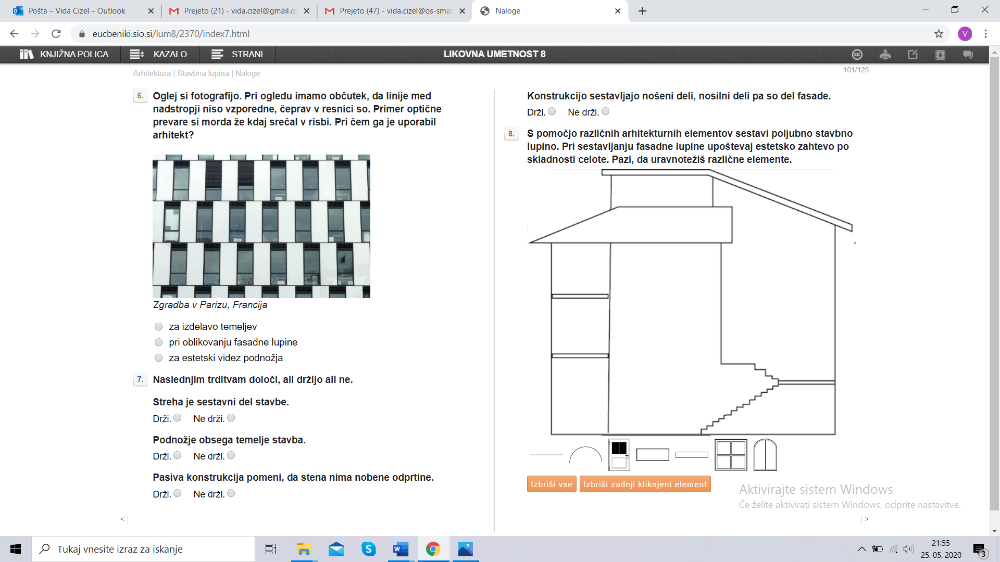 Pošta – Vida Cizel – Outlook
Prejeto (21) - vida.cizel@gmail.co
Prejeto (47) - vida.cizel@os-smar
Naloge
eucbeniki.sio.si/lum8/2370/index7.html
V
KNJIŽNA POLICA
KAZALO
STRANI
LIKOVNA UMETNOST 8
cc
Arhitektura | Stavbna lupina | Naloge
101/125
6. Oglej si fotografijo. Pri ogledu imamo občutek, da linije med
nadstropji niso vzporedne, čeprav v resnici so. Primer optične
prevare si morda že kdaj srečal v risbi. Pri čem ga je uporabil
arhitekt?
Zgradba v Parizu, Francija
za izdelavo temeljev
pri oblikovanju fasadne lupine
za estetski videz podnožja
7. Naslednjim trditvam določi, ali držijo ali ne.
Streha je sestavni del stavbe.
Drži. Ne drži.
Podnožje obsega temelje stavba.
Drži. Ne drži.
Pasiva konstrukcija pomeni, da stena nima nobene odprtine.
Drži. Ne drži.
<
Konstrukcijo sestavljajo nošeni deli, nosilni deli pa so del fasade.
Drži. Ne drži.
8. S pomočjo različnih arhitekturnih elementov sestavi poljubno stavbno
lupino. Pri sestavljanju fasadne lupine upoštevaj estetsko zahtevo po
skladnosti celote. Pazi, da uravnotežiš različne elemente.
Izbriši vse
Izbriši zadnji kliknjeni element
Aktivirajte sistem Windows
Če želite aktivirati sistem Windows, odprite nastavitve.
>
Tukaj vnesite izraz za iskanje
21:55
25. 05. 2020
3